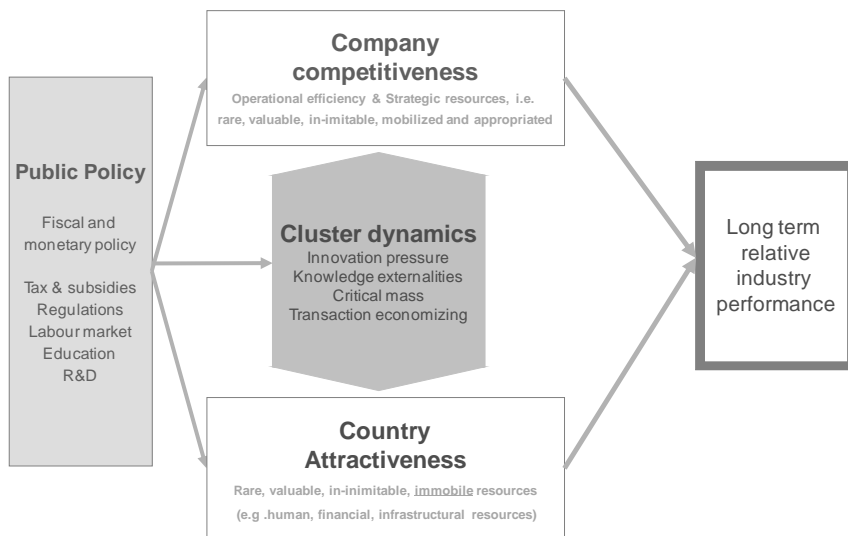 Public Policy
Fiscal and
monetary policy
Tax & subsidies
Regulations
Labour market
Education
R&D
Company
competitiveness
Operational efficiency & Strategic resources, i.e.
rare, valuable, in-imitable, mobilized and appropriated
Cluster dynamics
Innovation pressure
Knowledge externalities
Critical mass
Transaction economizing
Country
Attractiveness
Rare, valuable, in-inimitable, immobile resources
(e.g .human, financial, infrastructural resources)
Long term
relative
industry
performance